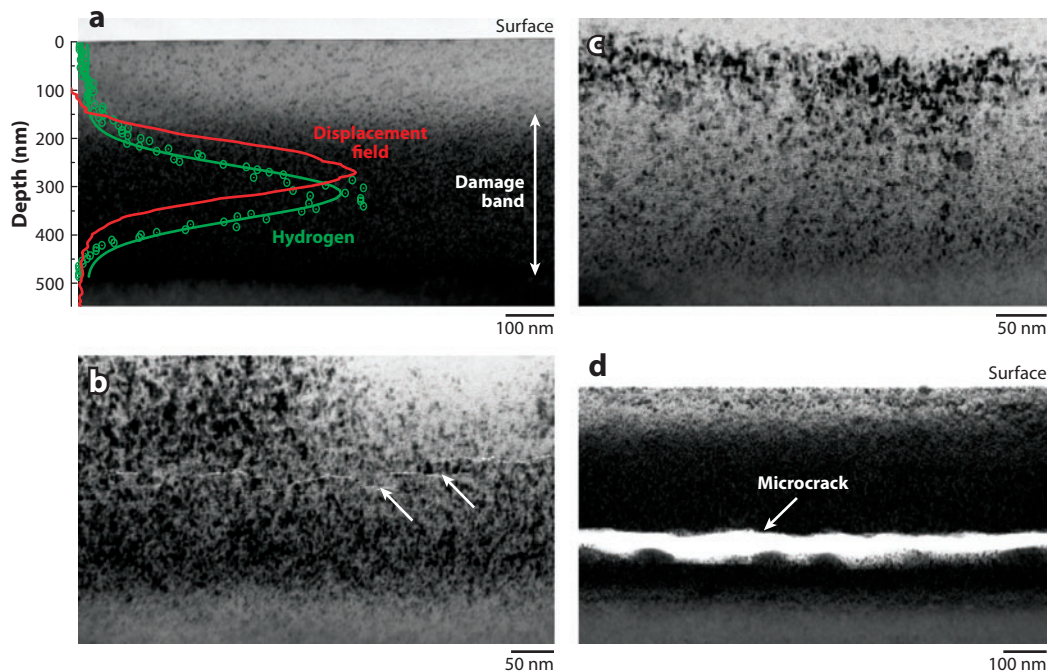 a
Surface
0
100
200
300
400
500
Depth (nm)
Displacement
field
Hydrogen
Damage
band
100 nm
c
50 nm
b
50 nm
d
Surface
Microcrack
100 nm